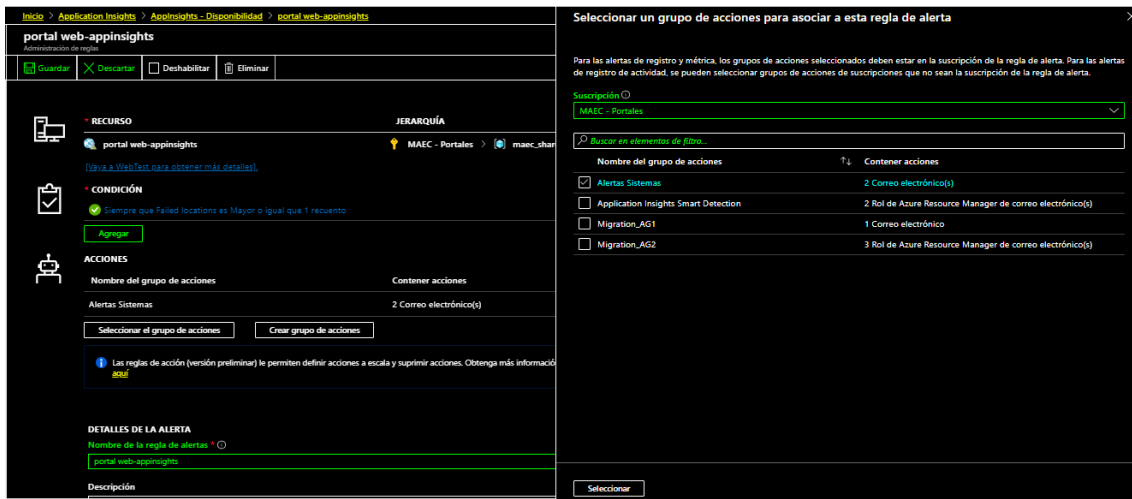 Inicio > Application Insights > AppInsights - Disponibilidad > portal web-appinsights
portal web-appinsights
Administración de reglas
Guardar Descartar Deshabilitar Eliminar
* RECURSO JERARQUÍA
portal web-appinsights MAEC - Portales > maec_shar
[Vaya a WebTest para obtener más detalles].
* CONDICIÓN
Siempre que Failed locations es Mayor o igual que 1 recuento
Agregar
ACCIONES
Nombre del grupo de acciones Contener acciones
Alertas Sistemas 2 Correo electrónico(s)
Seleccionar el grupo de acciones Crear grupo de acciones
Las reglas de acción (versión preliminar) le permiten definir acciones a escala y suprimir acciones. Obtenga más informació
aquí
DETALLES DE LA ALERTA
Nombre de la regla de alertas *
portal web-appinsights
Descripción
Seleccionar un grupo de acciones para asociar a esta regla de alerta
Para las alertas de registro y métrica, los grupos de acciones seleccionados deben estar en la suscripción de la regla de alerta. Para las alertas
de registro de actividad, se pueden seleccionar grupos de acciones de suscripciones que no sean la suscripción de la regla de alerta.
Suscripción
MAEC - Portales
Buscar en elementos de filtro...
Nombre del grupo de acciones Contener acciones
Alertas Sistemas 2 Correo electrónico(s)
Application Insights Smart Detection 2 Rol de Azure Resource Manager de correo electrónico(s)
Migration_AG1 1 Correo electrónico
Migration_AG2 3 Rol de Azure Resource Manager de correo electrónico(s)
Seleccionar